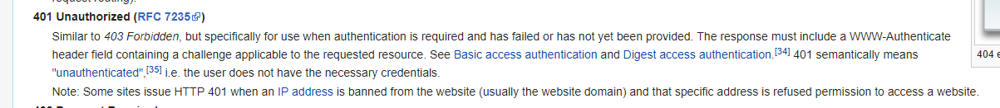 request routing).
401 Unauthorized (RFC 7235)
Similar to 403 Forbidden, but specifically for use when authentication is required and has failed or has not yet been provided. The response must include a WWW-Authenticate
header field containing a challenge applicable to the requested resource. See Basic access authentication and Digest access authentication.[34] 401 semantically means
"unauthenticated",[35] i.e. the user does not have the necessary credentials.
Note: Some sites issue HTTP 401 when an IP address is banned from the website (usually the website domain) and that specific address is refused permission to access a website.
404 e